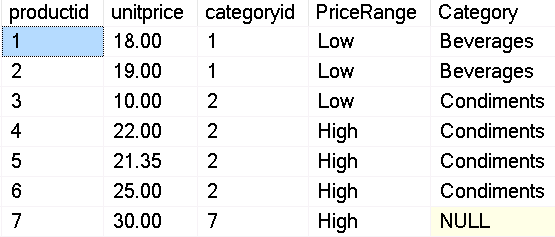 productid unitprice categoryid PriceRange Category
1 18.00 1 Low Beverages
2 19.00 1 Low Beverages
3 10.00 2 Low Condiments
4 22.00 2 High Condiments
5 21.35 2 High Condiments
6 25.00 2 High Condiments
7 30.00 7 High NULL